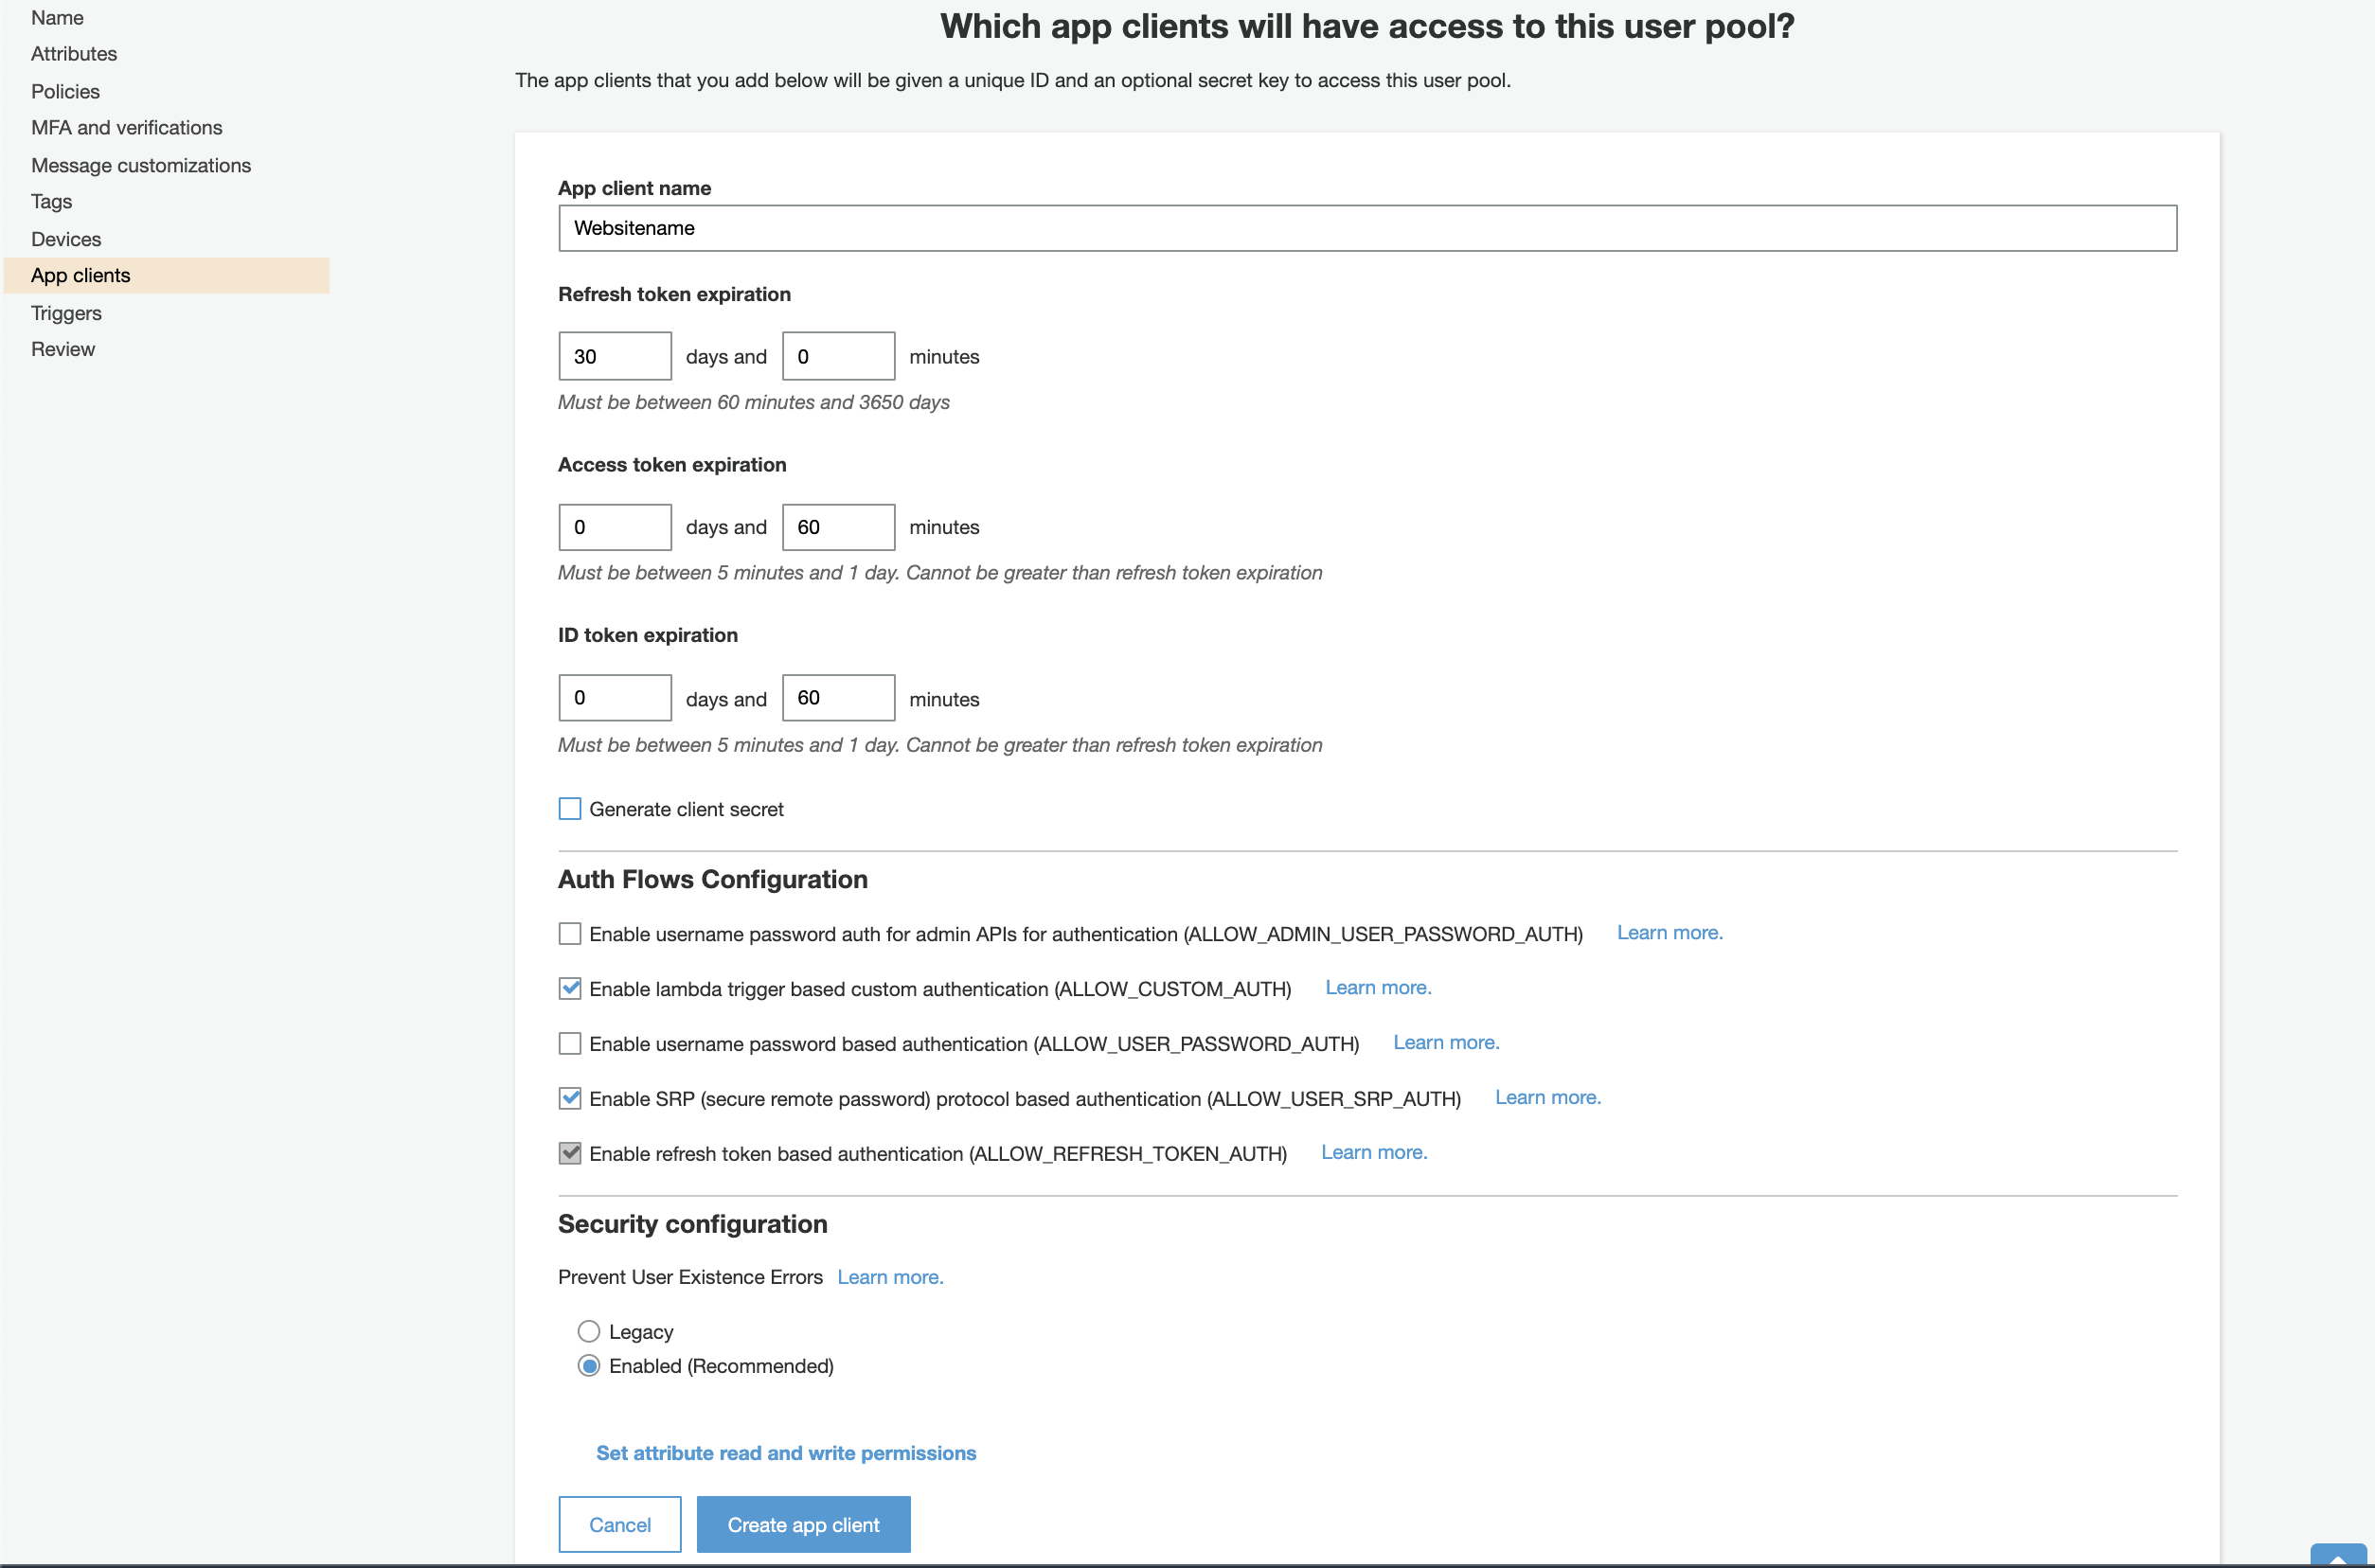 Name
Attributes
Policies
MFA and verifications
Message customizations
Tags
Devices
App clients
Triggers
Review
Which app clients will have access to this user pool?
The app clients that you add below will be given a unique ID and an optional secret key to access this user pool.
App client name
Websitename
Refresh token expiration
30 days and 0 minutes
Must be between 60 minutes and 3650 days
Access token expiration
0 days and 60 minutes
Must be between 5 minutes and 1 day. Cannot be greater than refresh token expiration
ID token expiration
0 days and 60 minutes
Must be between 5 minutes and 1 day. Cannot be greater than refresh token expiration
Generate client secret
Auth Flows Configuration
Enable username password auth for admin APIs for authentication (ALLOW_ADMIN_USER_PASSWORD_AUTH) Learn more.
Enable lambda trigger based custom authentication (ALLOW_CUSTOM_AUTH) Learn more.
Enable username password based authentication (ALLOW_USER_PASSWORD_AUTH) Learn more.
Enable SRP (secure remote password) protocol based authentication (ALLOW_USER_SRP_AUTH) Learn more.
Enable refresh token based authentication (ALLOW_REFRESH_TOKEN_AUTH) Learn more.
Security configuration
Prevent User Existence Errors Learn more.
Legacy
Enabled (Recommended)
Set attribute read and write permissions
Cancel Create app client